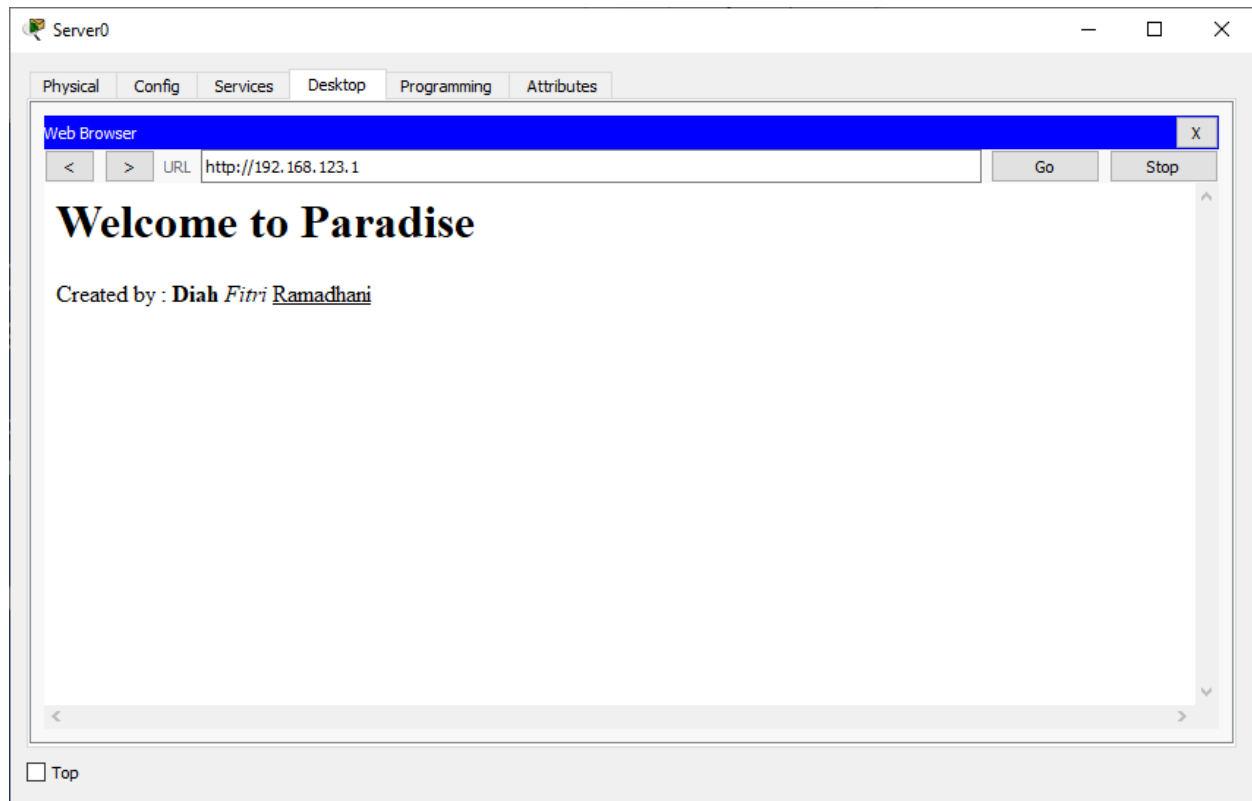 Server0
Physical Config Services Desktop Programming Attributes
Web Browser X
< > URL http://192.168.123.1 Go Stop
Welcome to Paradise
Created by : Diah Fitri Ramadhani
Top